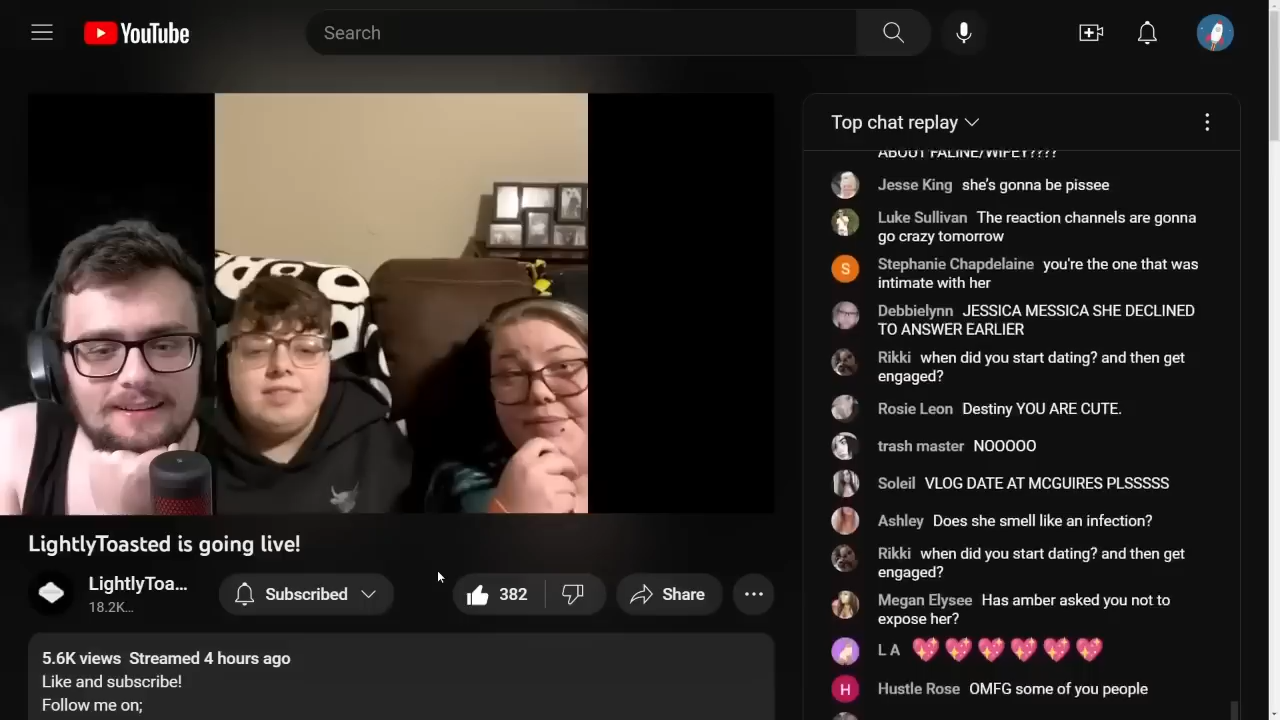 YouTube
Search
Top chat replay
ABOUT FALINE/WIFEY????
Jesse King she's gonna be pissee
Luke Sullivan The reaction channels are gonna
go crazy tomorrow
S
Stephanie Chapdelaine you're the one that was
intimate with her
Debbielynn JESSICA MESSICA SHE DECLINED
TO ANSWER EARLIER
Rikki when did you start dating? and then get
engaged?
Rosie Leon Destiny YOU ARE CUTE.
trash master NOOOOO
Soleil VLOG DATE AT MCGUIRES PLSSSSS
Ashley Does she smell like an infection?
Rikki when did you start dating? and then get
engaged?
Megan Elysee Has amber asked you not to
expose her?
L A 💖💖💖💖💖💖
H
Hustle Rose OMFG some of you people
LightlyToasted is going live!
LightlyToa...
18.2K...
Subscribed
382
Share
5.6K views Streamed 4 hours ago
Like and subscribe!
Follow me on;